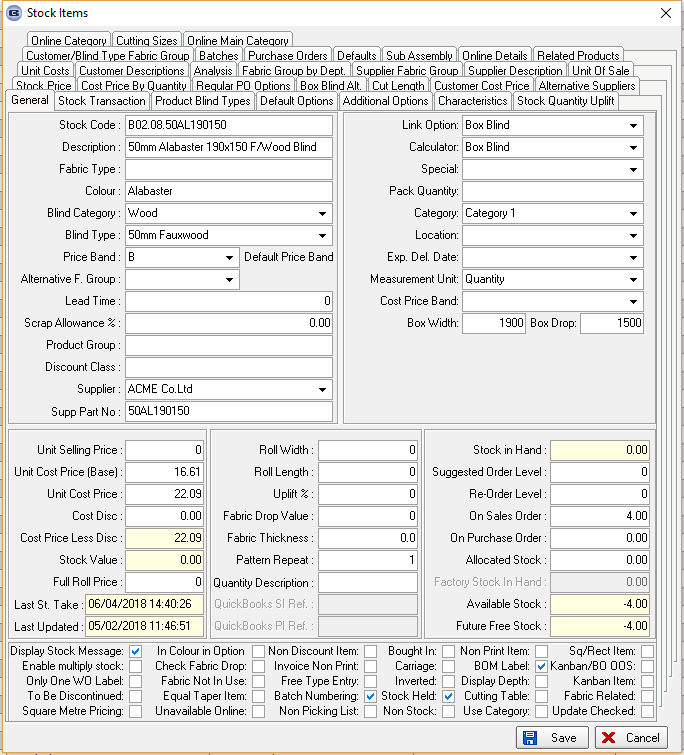 Stock Items
Online Category Cutting Sizes Online Main Category
Customer/Blind Type Fabric Group Batches Purchase Orders Defaults Sub Assembly Online Details Related Products
Unit Costs Customer Descriptions Analysis Fabric Group by Dept. Supplier Fabric Group Supplier Description Unit Of Sale
Stock Price Cost Price By Quantity Regular PO Options Box Blind Alt. Cut Length Customer Cost Price Alternative Suppliers
General Stock Transaction Product Blind Types Default Options Additional Options Characteristics Stock Quantity Uplift
Stock Code : B02.08.50AL190150
Description : 50mm Alabaster 190x150 F/Wood Blind
Fabric Type :
Colour : Alabaster
Blind Category : Wood
Blind Type : 50mm Fauxwood
Price Band : B Default Price Band
Alternative F. Group :
Lead Time : 0
Scrap Allowance % : 0.00
Product Group :
Discount Class :
Supplier : ACME Co.Ltd
Supp Part No : 50AL190150
Link Option: Box Blind
Calculator: Box Blind
Special:
Pack Quantity:
Category: Category 1
Location:
Exp. Del. Date:
Measurement Unit: Quantity
Cost Price Band:
Box Width: 1900 Box Drop: 1500
Unit Selling Price : 0
Unit Cost Price (Base) : 16.61
Unit Cost Price : 22.09
Cost Disc : 0.00
Cost Price Less Disc : 22.09
Stock Value : 0.00
Full Roll Price : 0
Last St. Take : 06/04/2018 14:40:26
Last Updated : 05/02/2018 11:46:51
Roll Width : 0
Roll Length : 0
Uplift % : 0
Fabric Drop Value : 0
Fabric Thickness : 0.0
Pattern Repeat : 1
Quantity Description :
QuickBooks SI Ref. :
QuickBooks PI Ref. :
Stock in Hand : 0.00
Suggested Order Level : 0
Re-Order Level : 0
On Sales Order : 4.00
On Purchase Order : 0.00
Allocated Stock : 0.00
Factory Stock In Hand : 0.00
Available Stock : -4.00
Future Free Stock : -4.00
Display Stock Message: In Colour in Option Non Discount Item: Bought In: Non Print Item: Sq/Rect Item:
Enable multiply stock: Check Fabric Drop: Invoice Non Print: Carriage: BOM Label: Kanban/BO OOS:
Only One WO Label: Fabric Not In Use: Free Type Entry: Inverted: Display Depth: Kanban Item:
To Be Discontinued: Equal Taper Item: Batch Numbering: Stock Held: Cutting Table: Fabric Related:
Square Metre Pricing: Unavailable Online: Non Picking List: Non Stock: Use Category: Update Checked:
Save Cancel